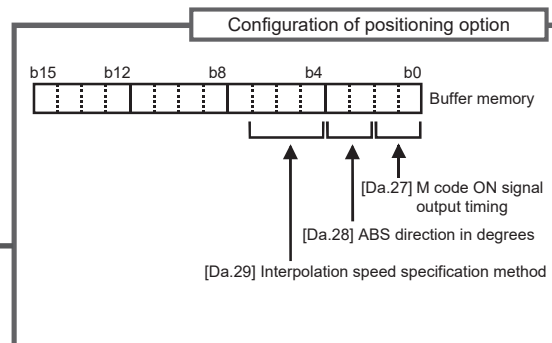 Configuration of positioning option
b15 b12 b8 b4 b0
Buffer memory
[Da.27] M code ON signal
output timing
[Da.28] ABS direction in degrees
[Da.29] Interpolation speed specification method